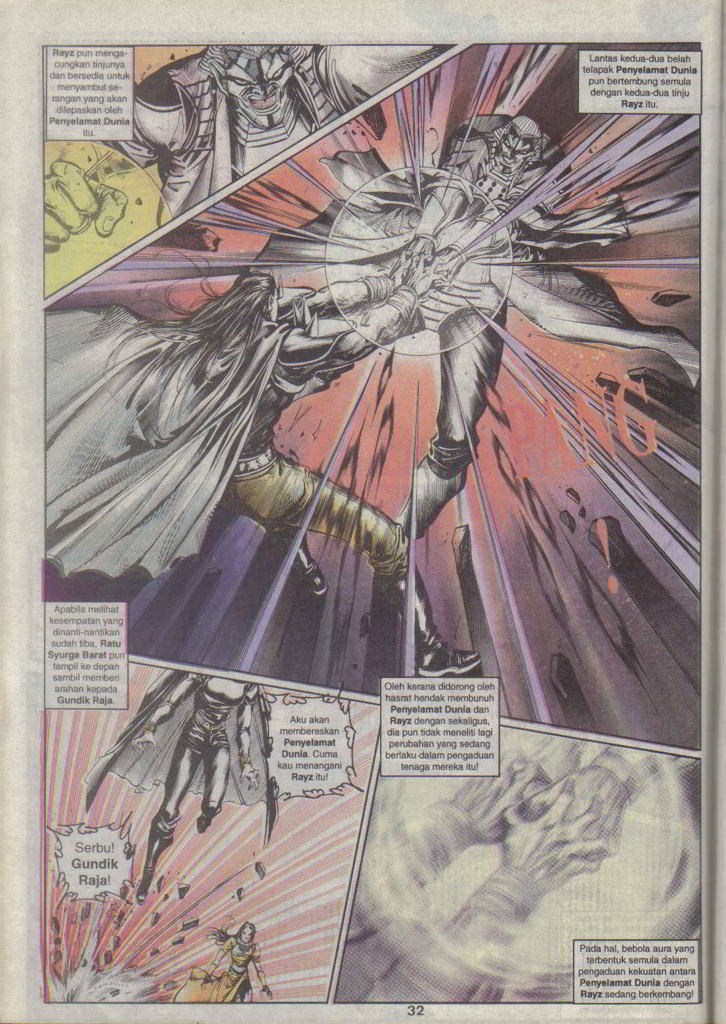 Rayz pun menga-
cungkan tinjunya
dan bersedia untuk
menyambut se-
rangan yang akan
dilepaskan oleh
Penyelamat Dunia
itu.
Lantas kedua-dua belah
telapak Penyelamat Dunia
pun bertembung semula
dengan kedua-dua tinju
Rayz itu.
Apabila melihat
kesempatan yang
dinanti-nantikan
sudah tiba, Ratu
Syurga Barat pun
tampil ke depan
sambil memberi
arahan kepada
Gundik Raja.
Aku akan
membereskan
Penyelamat
Dunia. Cuma
kau menangani
Rayz itu!
Serbu!
Gundik
Raja!
Oleh kerana didorong oleh
hasrat hendak membunuh
Penyelamat Dunia dan
Rayz dengan sekaligus,
dia pun tidak meneliti lagi
perubahan yang sedang
berlaku dalam pengaduan
tenaga mereka itu!
Pada hal, bebola aura yang
terbentuk semula dalam
pengaduan kekuatan antara
Penyelamat Dunia dengan
Rayz sedang berkembang!
32